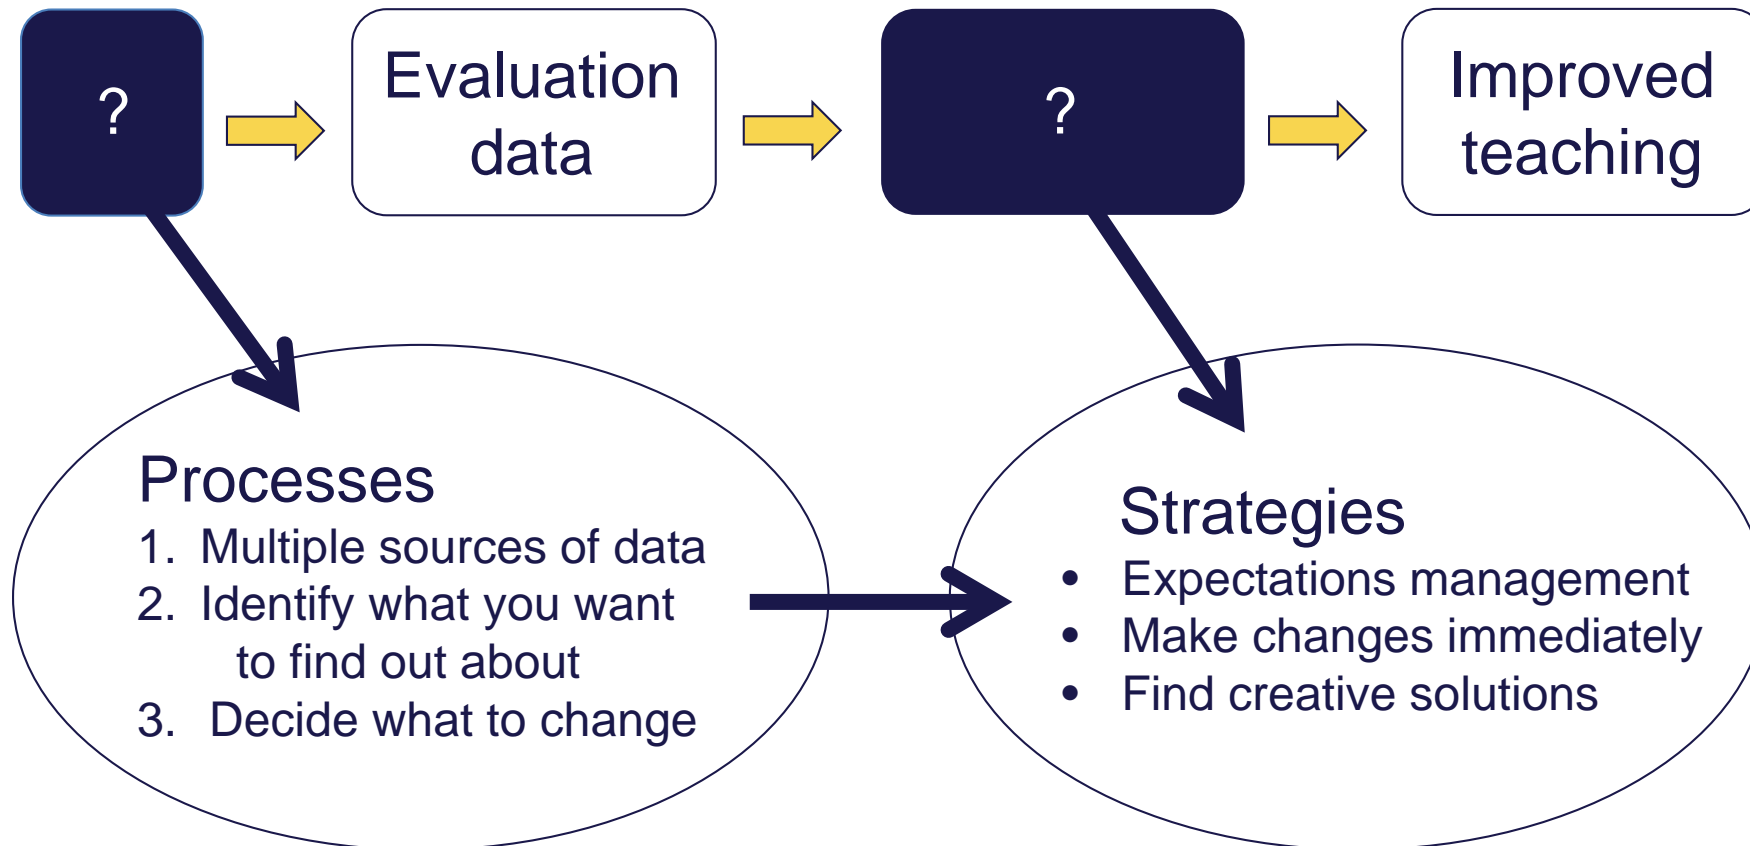 ?
Evaluation
data
?
Improved
teaching
Processes
1. Multiple sources of data
2. Identify what you want
to find out about
3. Decide what to change
Strategies
• Expectations management
• Make changes immediately
• Find creative solutions